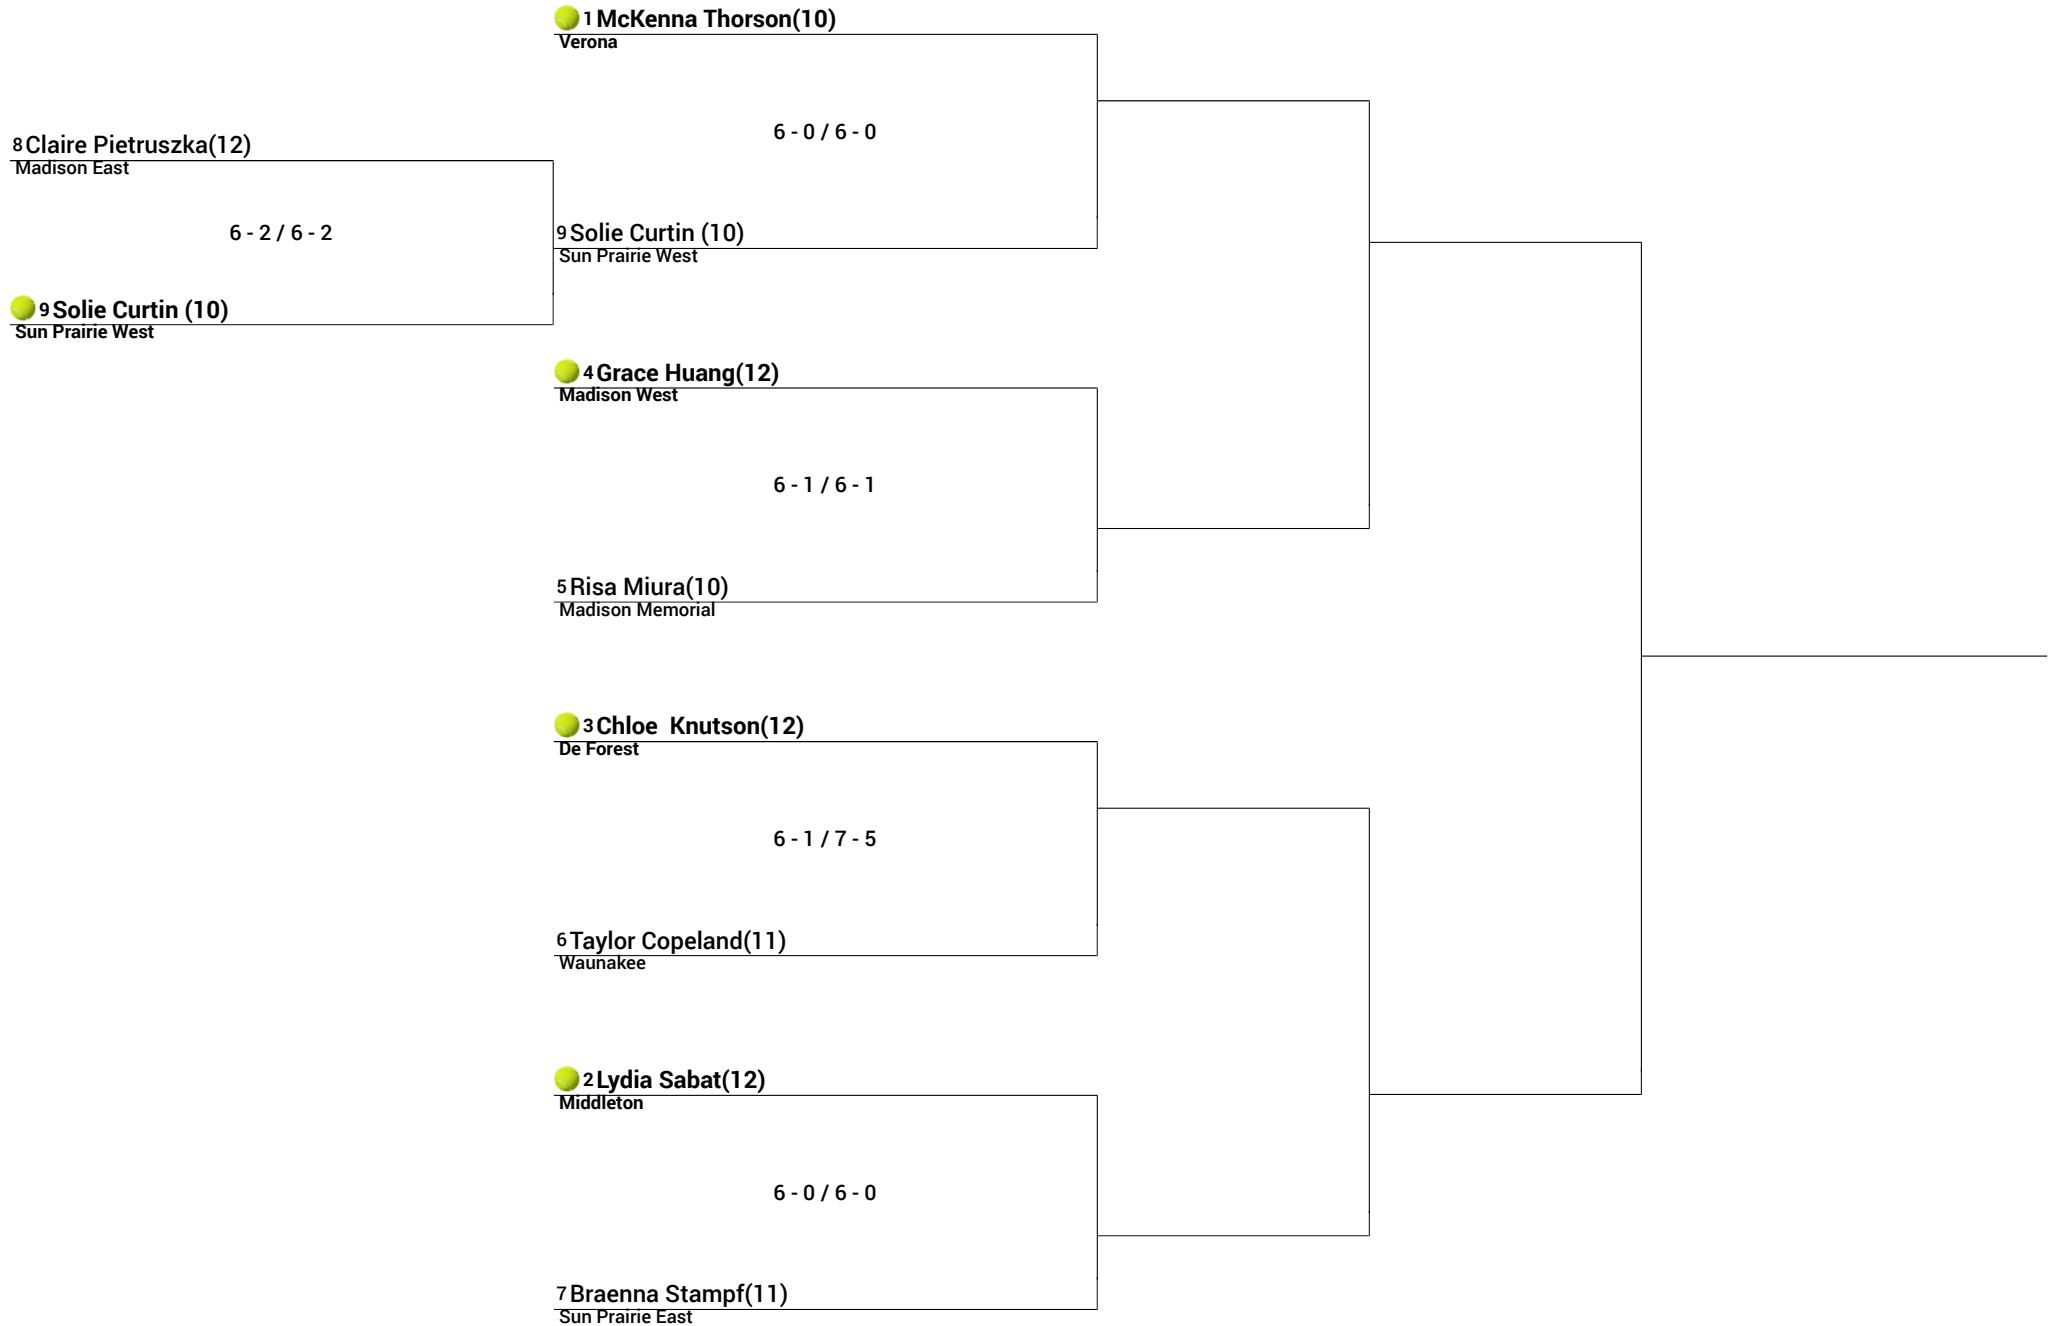 1 McKenna Thorson(10)
Verona
6 - 0 / 6 - 0
8 Claire Pietruszka(12)
Madison East
6 - 2 / 6 - 2
9 Solie Curtin (10)
Sun Prairie West
9 Solie Curtin (10)
Sun Prairie West
4 Grace Huang(12)
Madison West
6 - 1 / 6 - 1
5 Risa Miura(10)
Madison Memorial
3 Chloe  Knutson(12)
De Forest
6 - 1 / 7 - 5
6 Taylor Copeland(11)
Waunakee
2 Lydia Sabat(12)
Middleton
6 - 0 / 6 - 0
7 Braenna Stampf(11)
Sun Prairie East